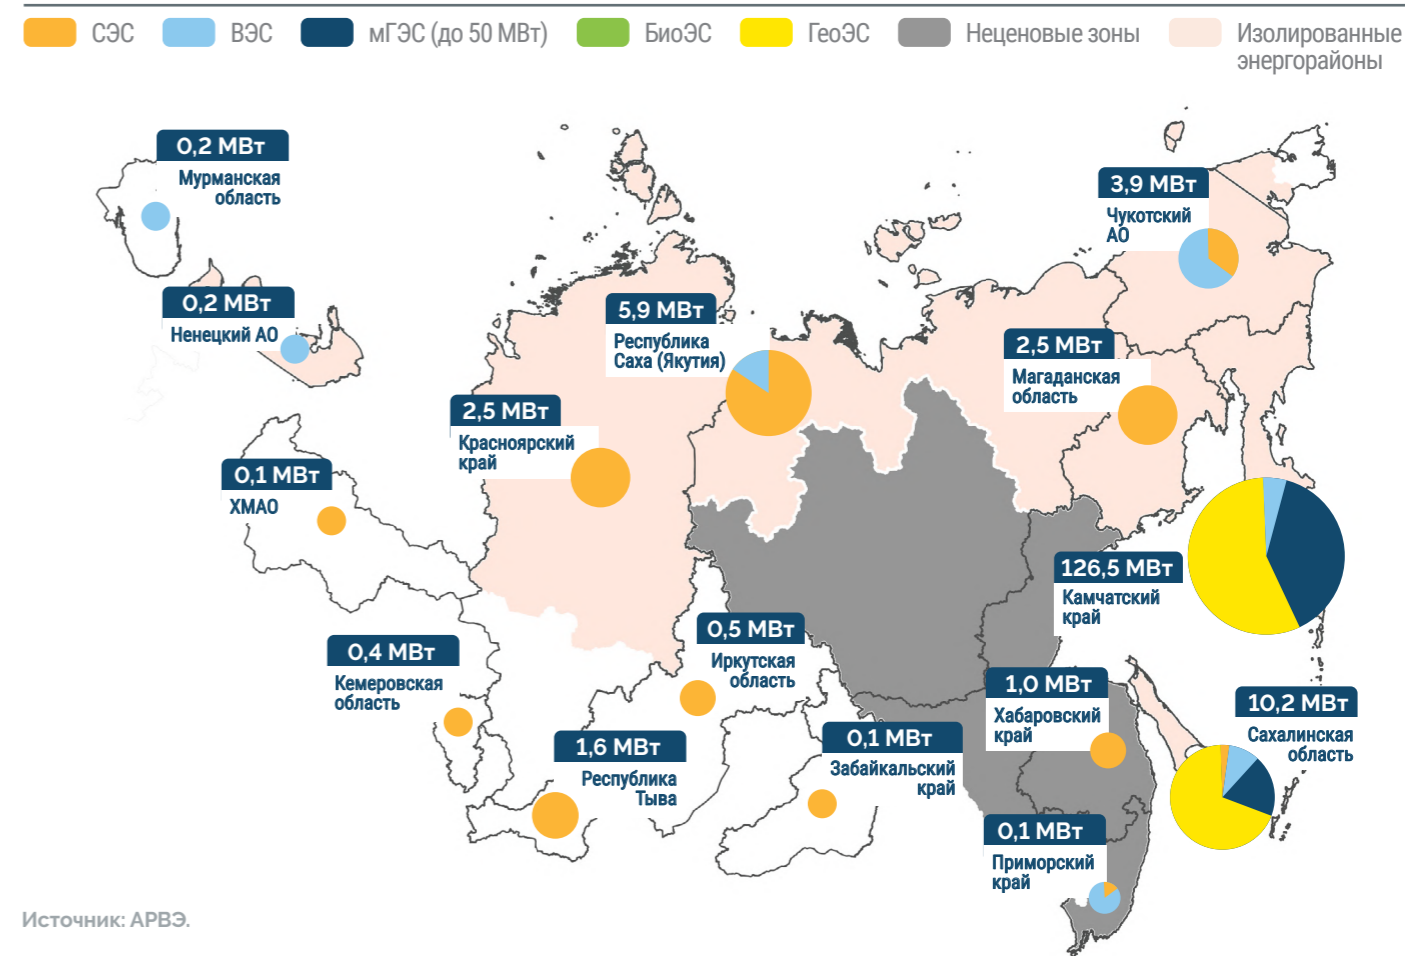 СЭС
ВЭС
мГЭС (до 50 МВт)
БиоЭС
ГеоЭС
Неценовые зоны
Изолированные
энергорайоны
0,2 МВт
Мурманская
область
3,9 МВт
Чукотский
АО
0,2 МВт
Ненецкий АО
5,9 МВт
Республика
Саха (Якутия)
2,5 МВт
Магаданская
область
2,5 МВт
Красноярский
край
0,1 МВт
ХМАО
126,5 МВт
Камчатский
край
0,5 МВт
Иркутская
область
0,4 МВт
Кемеровская
область
1,0 МВт
Хабаровский
край
10,2 МВт
Сахалинская
область
1,6 МВт
Республика
Тыва
0,1 МВт
Забайкальский
край
0,1 МВт
Приморский
край
Источник: АРВЭ.